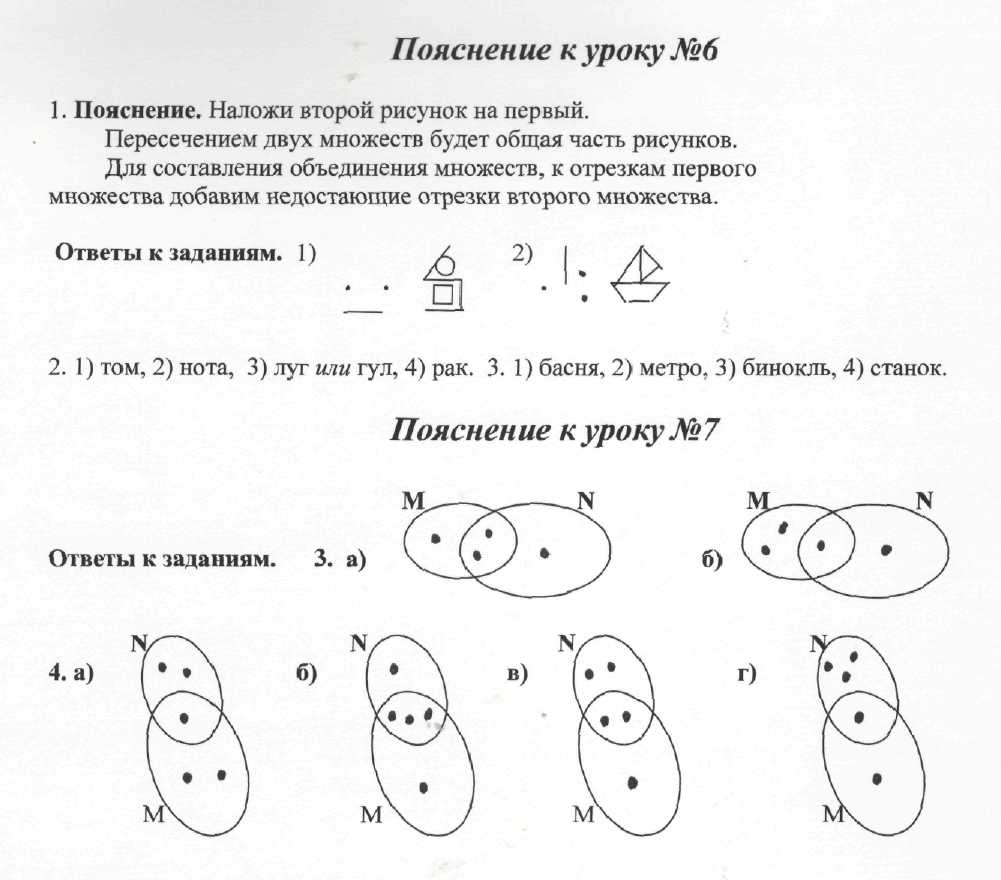 Пояснение к уроку №6
1. Пояснение. Наложи второй рисунок на первый.
Пересечением двух множеств будет общая часть рисунков.
Для составления объединения множеств, к отрезкам первого
множества добавим недостающие отрезки второго множества.
Ответы к заданиям. 1) 2)
2. 1) том, 2) нота, 3) луг или гул, 4) рак. 3. 1) басня, 2) метро, 3) бинокль, 4) станок.
Пояснение к уроку №7
M N M N
Ответы к заданиям. 3. а) б)
N N N N
4. а) б) в) г)
M M M M